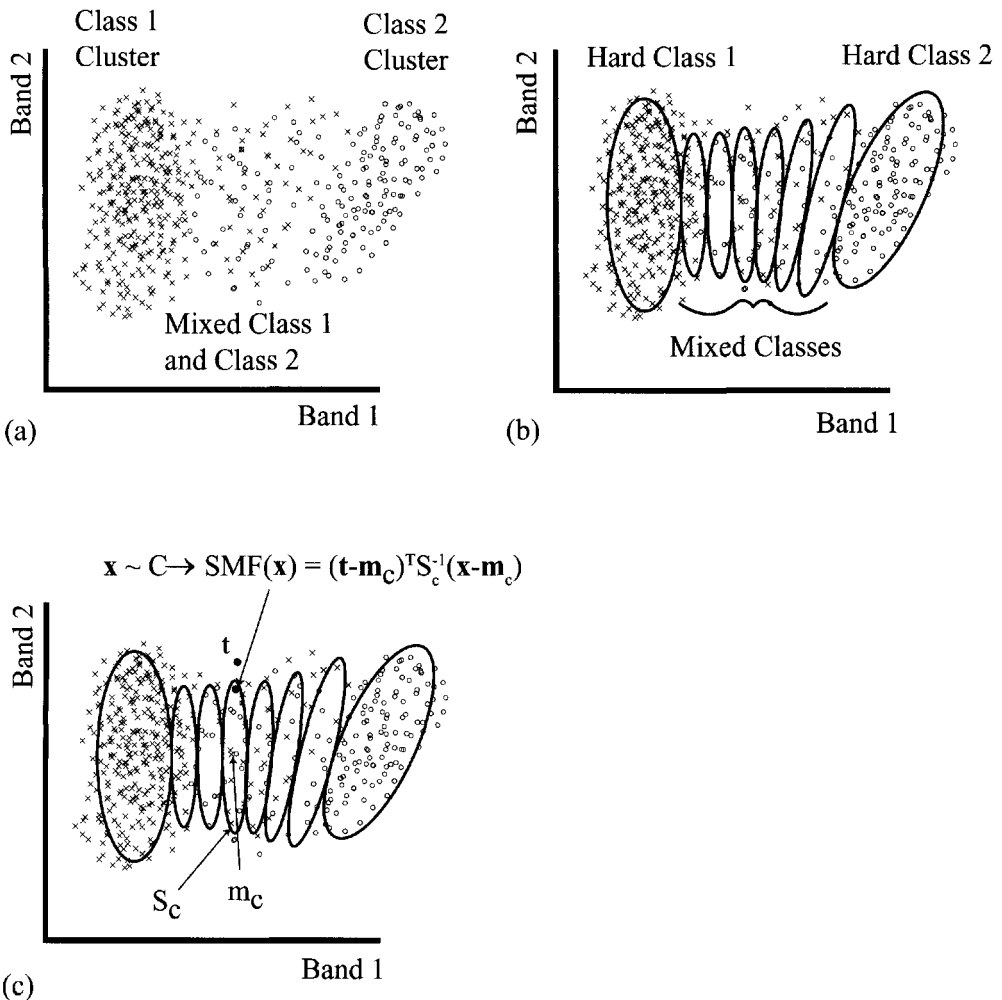 Class 1
Cluster
Class 2
Cluster
Band 2
Mixed Class 1
and Class 2
Band 1
(a)
Hard Class 1
Hard Class 2
Band 2
Mixed Classes
Band 1
(b)
x ~ C→ SMF(x) = (t-m_c)^T S_c^-1 (x-m_c)
Band 2
t
S_c
m_c
Band 1
(c)